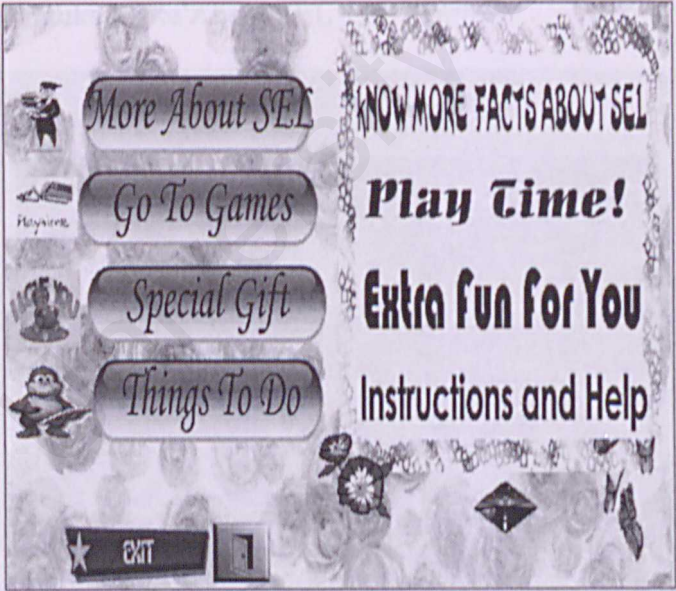 More About SEL
KNOW MORE FACTS ABOUT SEL
Go To Games
Play Time!
Special Gift
Extra Fun For You
Things To Do
Instructions and Help
EXIT